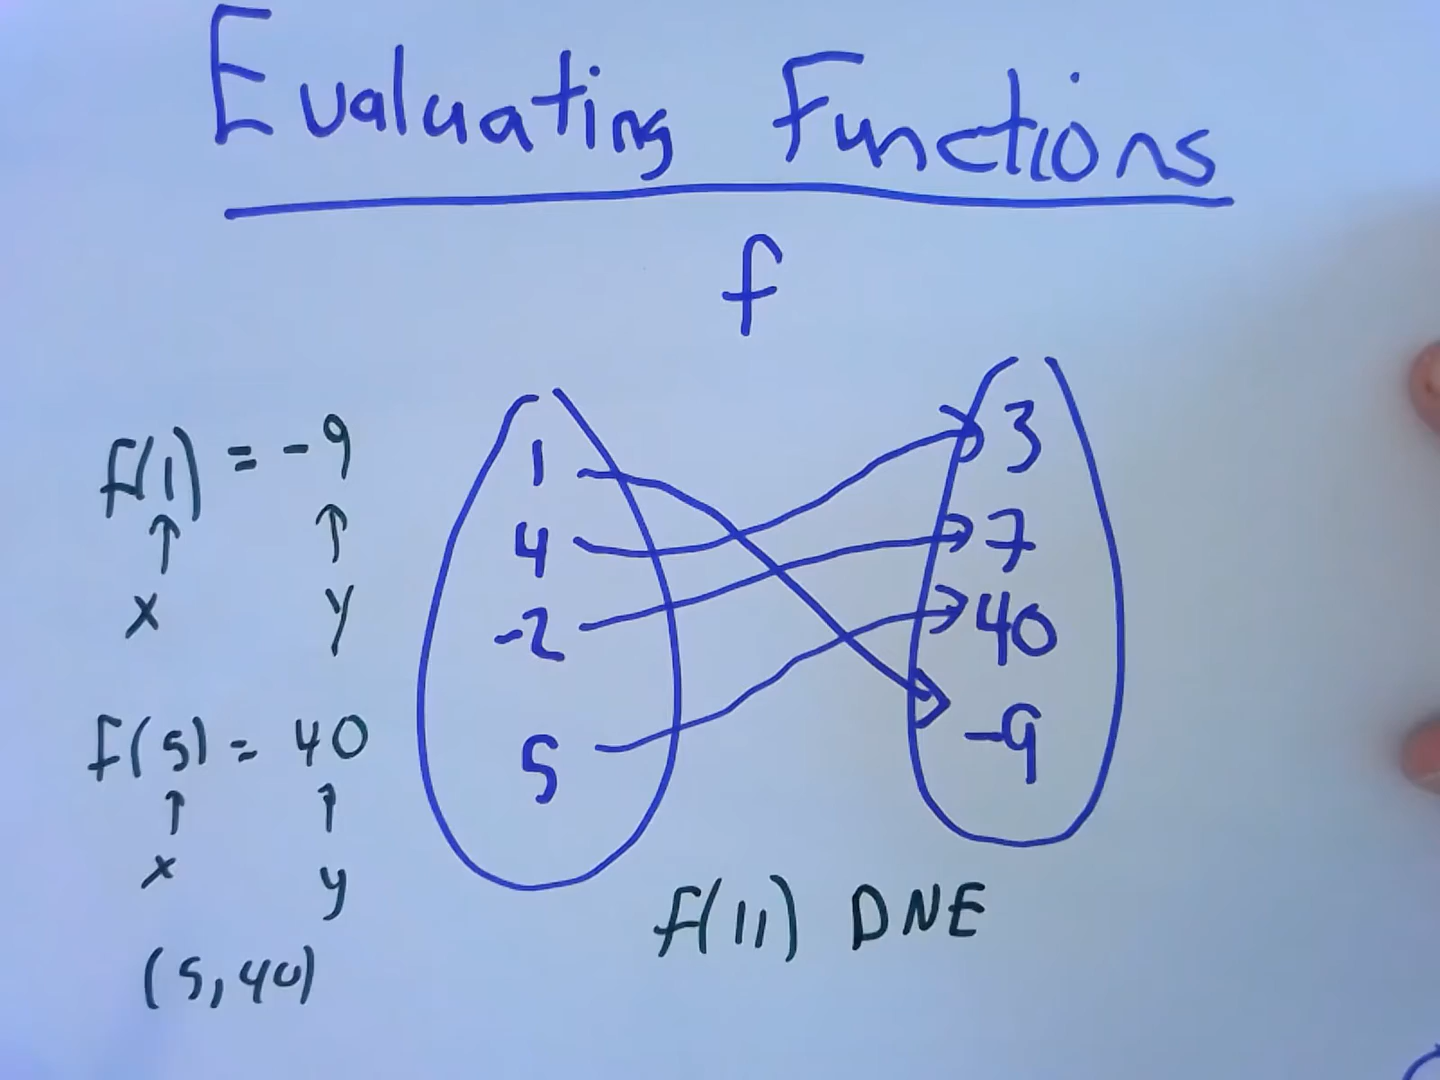 Evaluating Functions
f
f(1) = -9
x y
f(5) = 40
x y
(5,40)
1
4
-2
5
3
7
40
-9
f(11) DNE